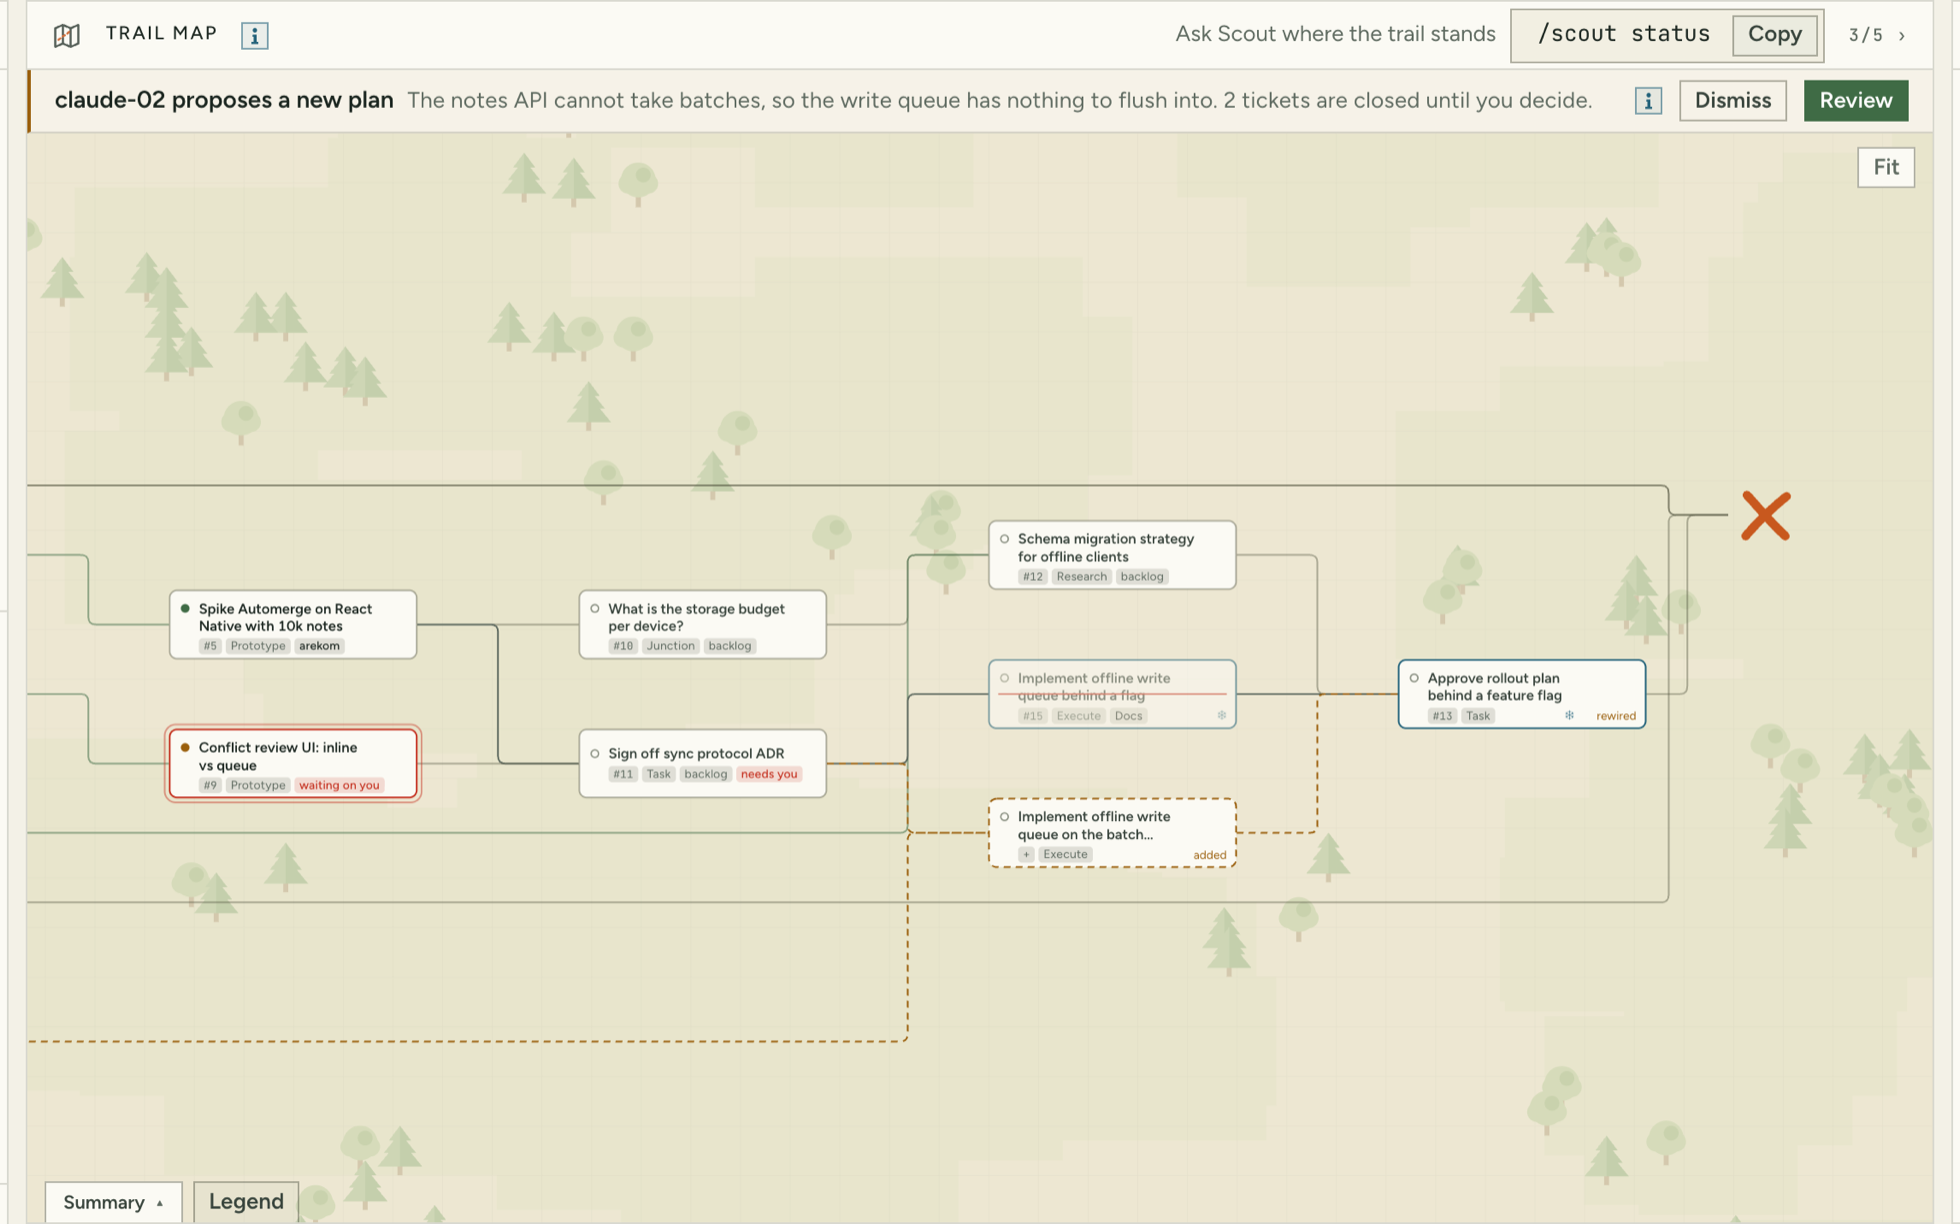 TRAIL MAP i
Ask Scout where the trail stands /scout status Copy 3/5 ›
claude-02 proposes a new plan The notes API cannot take batches, so the write queue has nothing to flush into. 2 tickets are closed until you decide. i Dismiss Review
Fit
Schema migration strategy
for offline clients
#12 Research backlog
Spike Automerge on React
Native with 10k notes
#5 Prototype arekom
What is the storage budget
per device?
#10 Junction backlog
Implement offline write
queue behind a flag
#15 Execute Docs
Approve rollout plan
behind a feature flag
#13 Task rewired
Conflict review UI: inline
vs queue
#9 Prototype waiting on you
Sign off sync protocol ADR
#11 Task backlog needs you
Implement offline write
queue on the batch...
+ Execute added
Summary ▲ Legend